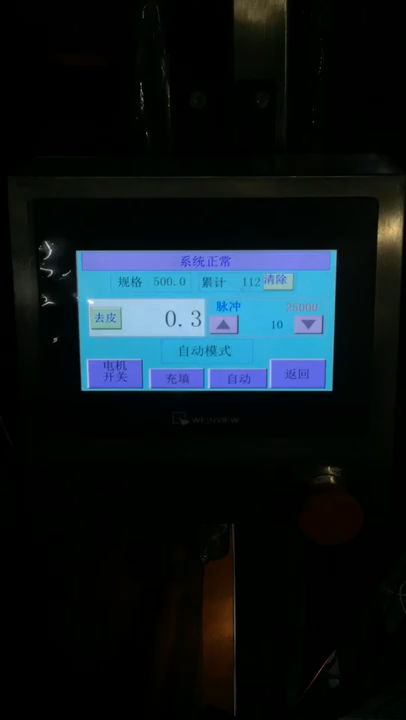 系统正常
规格 500.0 累计 112 清除
脉冲 25000
去皮 0.3 10
自动模式
电机
开关 充填 自动 返回
WEINVIEW